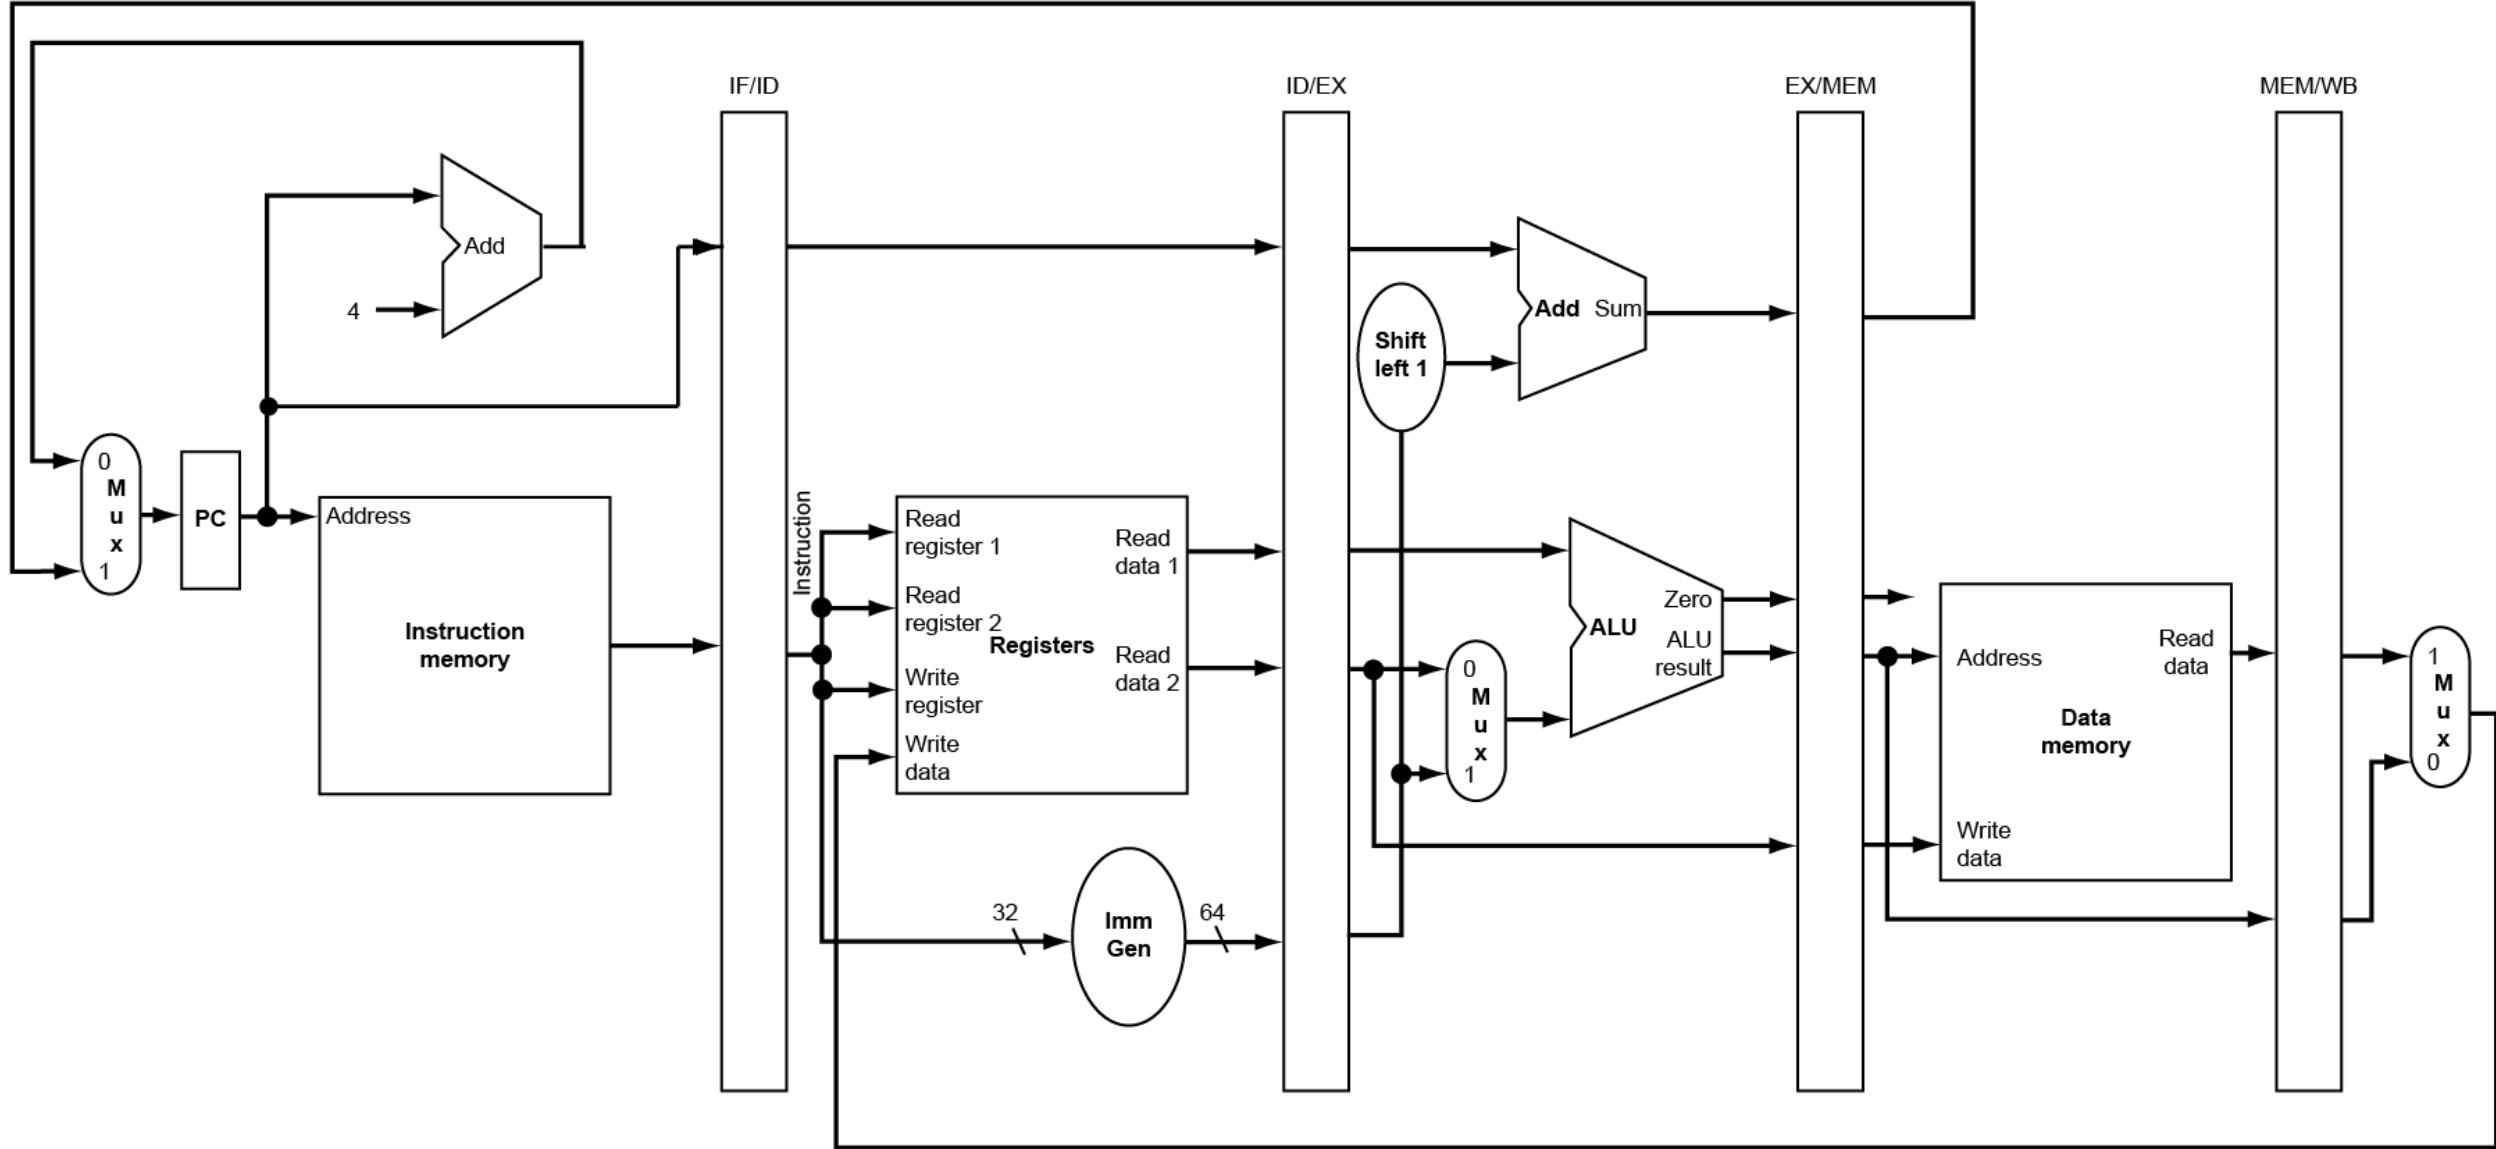 IF/ID
ID/EX
EX/MEM
MEM/WB
Add
4
Add Sum
Shift
left 1
0
M
u
x
1
PC
Address
Instruction
memory
Instruction
Read
register 1
Read
register 2
Write
register
Write
data
Registers
Read
data 1
Read
data 2
32
Imm
Gen
64
0
M
u
x
1
ALU
Zero
ALU
result
Address
Read
data
Data
memory
Write
data
1
M
u
x
0